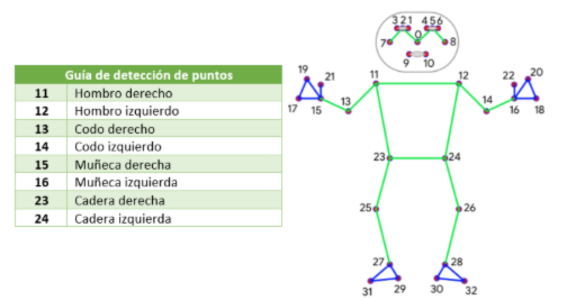 Guía de detección de puntos
11 Hombro derecho
12 Hombro izquierdo
13 Codo derecho
14 Codo izquierdo
15 Muñeca derecha
16 Muñeca izquierda
23 Cadera derecha
24 Cadera izquierda
3 2 1 4 5 6
0
7 8
9 10
19 21 11 12 22 20
17 15 13 14 16 18
23 24
25 26
27 28
31 29 30 32